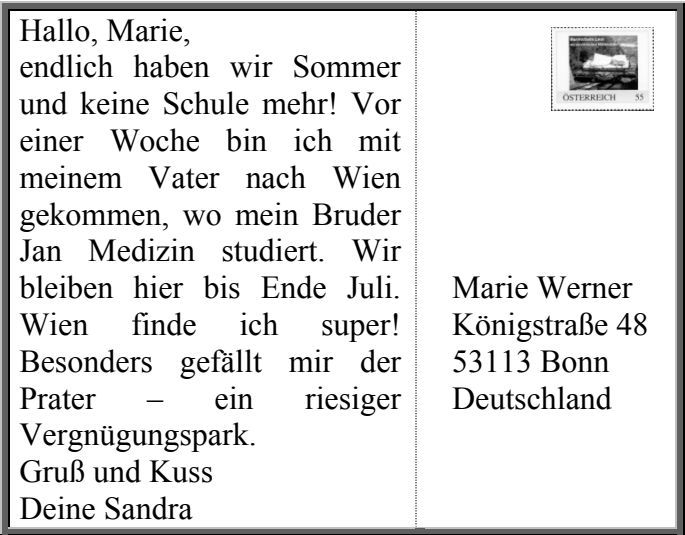 Hallo, Marie,
endlich haben wir Sommer
und keine Schule mehr! Vor
einer Woche bin ich mit
meinem Vater nach Wien
gekommen, wo mein Bruder
Jan Medizin studiert. Wir
bleiben hier bis Ende Juli.
Wien finde ich super!
Besonders gefällt mir der
Prater – ein riesiger
Vergnügungspark.
Gruß und Kuss
Deine Sandra
ÖSTERREICH 55
Marie Werner
Königstraße 48
53113 Bonn
Deutschland